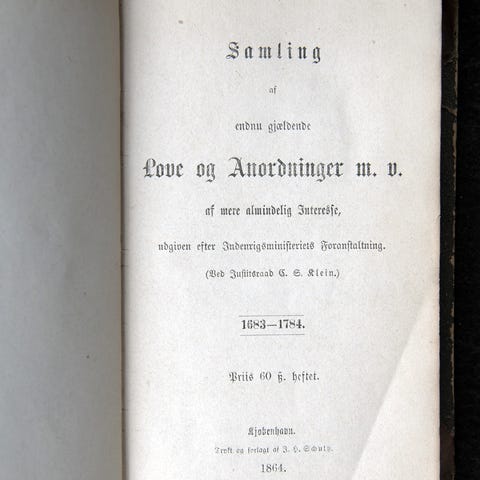 Samling
af
endnu gjældende
Love og Anordninger m. v.
af mere almindelig Interesse,
udgiven efter Indenrigsministeriets Foranstaltning.
(Ved Justitsraad C. S. Klein.)
1683—1784.
Priis 60 ß. heftet.
Kjøbenhavn.
Trykt og forlagt af J. H. Schultz.
1864.